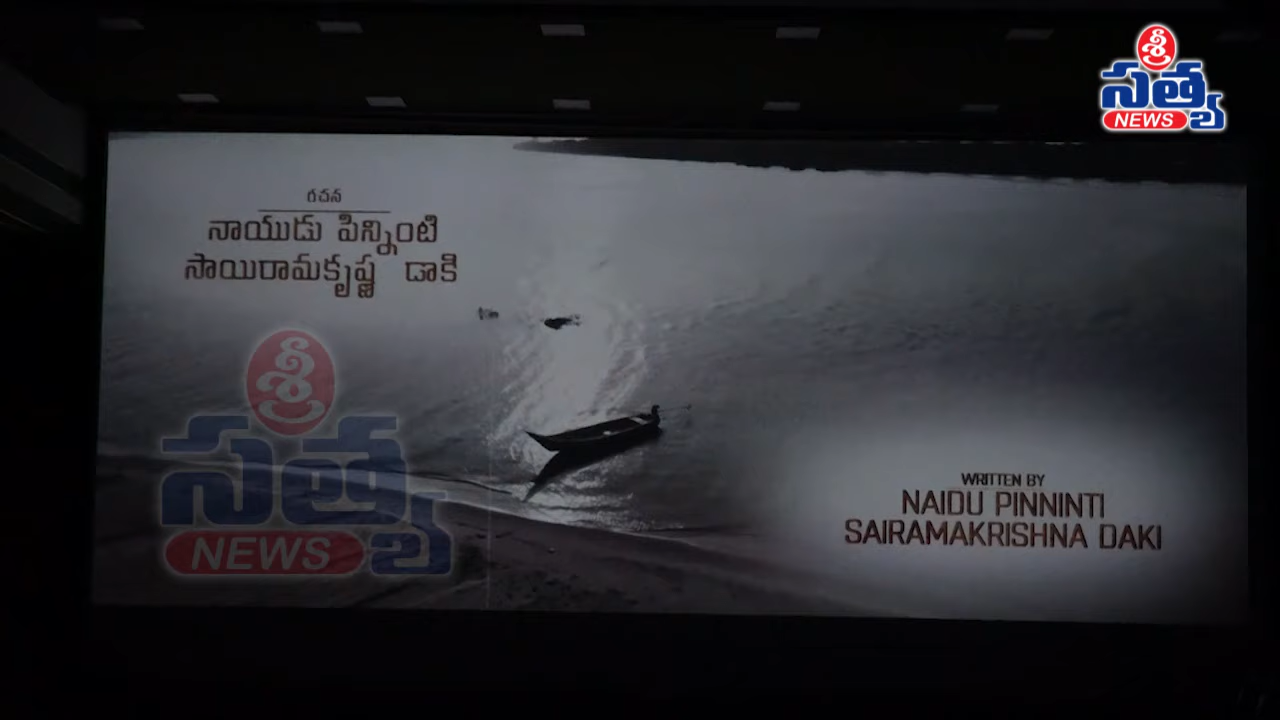 శ్రీ
సత్య
NEWS
రచన
నాయుడు పిన్నింటి
సాయిరామకృష్ణ డాకి
శ్రీ
సత్య
NEWS
WRITTEN BY
NAIDU PINNINTI
SAIRAMAKRISHNA DAKI